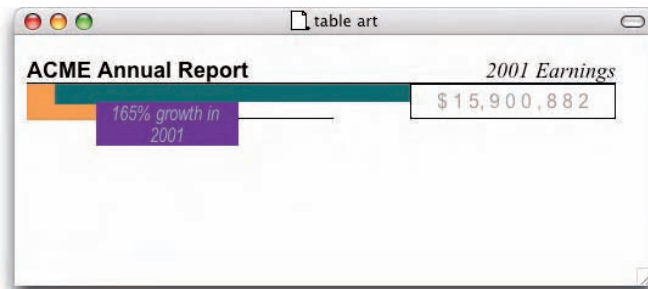 table art
ACME Annual Report
2001 Earnings
$15,900,882
165% growth in
2001